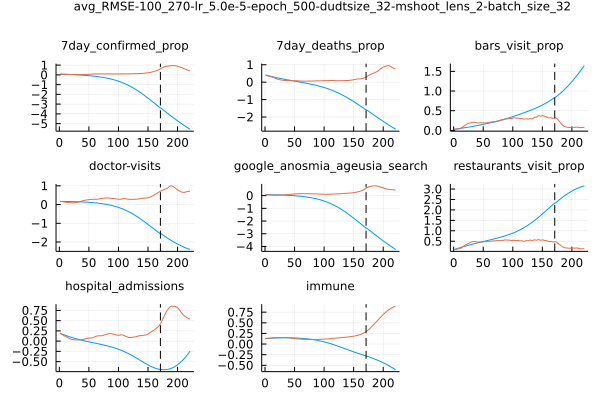 avg_RMSE-100_270-lr_5.0e-5-epoch_500-dudtsize_32-mshoot_lens_2-batch_size_32
7day_confirmed_prop 7day_deaths_prop bars_visit_prop
1 0 −1 −2 −3 −4 −5
0 50 100 150 200
1 0 −1 −2
0 50 100 150 200
1.5 1.0 0.5 0.0
0 50 100 150 200
doctor-visits google_anosmia_ageusia_search restaurants_visit_prop
1 0 −1 −2
0 50 100 150 200
0 −1 −2 −3 −4
0 50 100 150 200
3.0 2.5 2.0 1.5 1.0 0.5
0 50 100 150 200
hospital_admissions immune
0.75 0.50 0.25 0.00 −0.25 −0.50
0 50 100 150 200
0.75 0.50 0.25 0.00 −0.25 −0.50
0 50 100 150 200